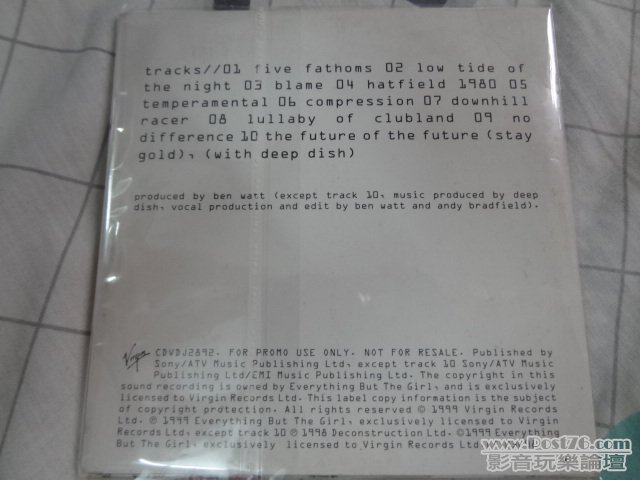 tracks//01 five fathoms 02 low tide of
the night 03 blame 04 hatfield 1980 05
temperamental 06 compression 07 downhill
racer 08 lullaby of clubland 09 no
difference 10 the future of the future (stay
gold), (with deep dish)
produced by ben watt (except track 10, music produced by deep
dish, vocal production and edit by ben watt and andy bradfield).
Virgin CDVDJ2892. FOR PROMO USE ONLY. NOT FOR RESALE. Published by
Sony/ATV Music Publishing Ltd, except track 10 Sony/ATV Music
Publishing Ltd/EMI Music Publishing Ltd. The copyright in this
sound recording is owned by Everything But The Girl, and is exclusively
licensed to Virgin Records Ltd. This label copy information is the subject
of copyright protection. All rights reserved © 1999 Virgin Records
Ltd. ℗ 1999 Everything But The Girl, exclusively licensed to Virgin
Records Ltd, except track 10 ℗ 1998 Deconstruction Ltd. ©1999 Everything
But The Girl, exclusively licensed to Virgin Records Ltd.
www.Post76.com
影音玩樂論壇